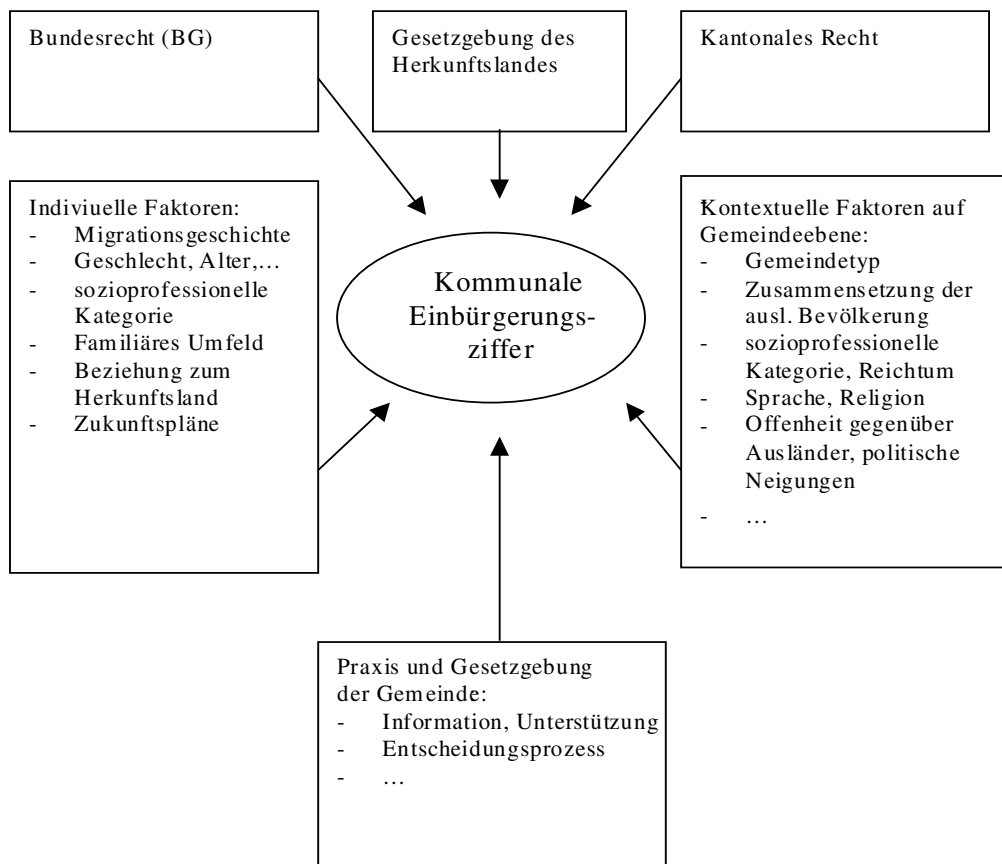 Bundesrecht (BG)
Gesetzgebung des
Herkunftslandes
Kantonales Recht
Indiviuelle Faktoren:
- Migrationsgeschichte
- Geschlecht, Alter,…
- sozioprofessionelle
Kategorie
- Familiäres Umfeld
- Beziehung zum
Herkunftsland
- Zukunftspläne
Kommunale
Einbürgerungs-
ziffer
Kontextuelle Faktoren auf
Gemeindeebene:
- Gemeindetyp
- Zusammensetzung der
ausl. Bevölkerung
- sozioprofessionelle
Kategorie, Reichtum
- Sprache, Religion
- Offenheit gegenüber
Ausländer, politische
Neigungen
- …
Praxis und Gesetzgebung
der Gemeinde:
- Information, Unterstützung
- Entscheidungsprozess
- …